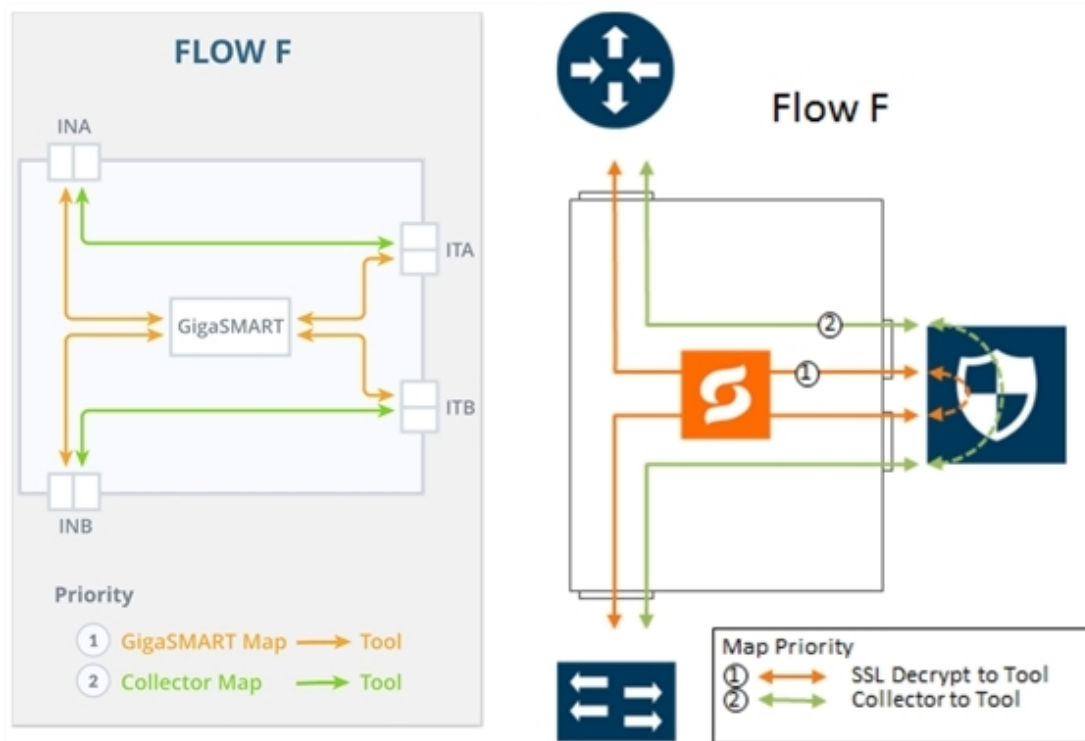 FLOW F
INA
ITA
GigaSMART
ITB
INB
Priority
1 GigaSMART Map Tool
2 Collector Map Tool
Flow F
2
1
Map Priority
1 SSL Decrypt to Tool
2 Collector to Tool